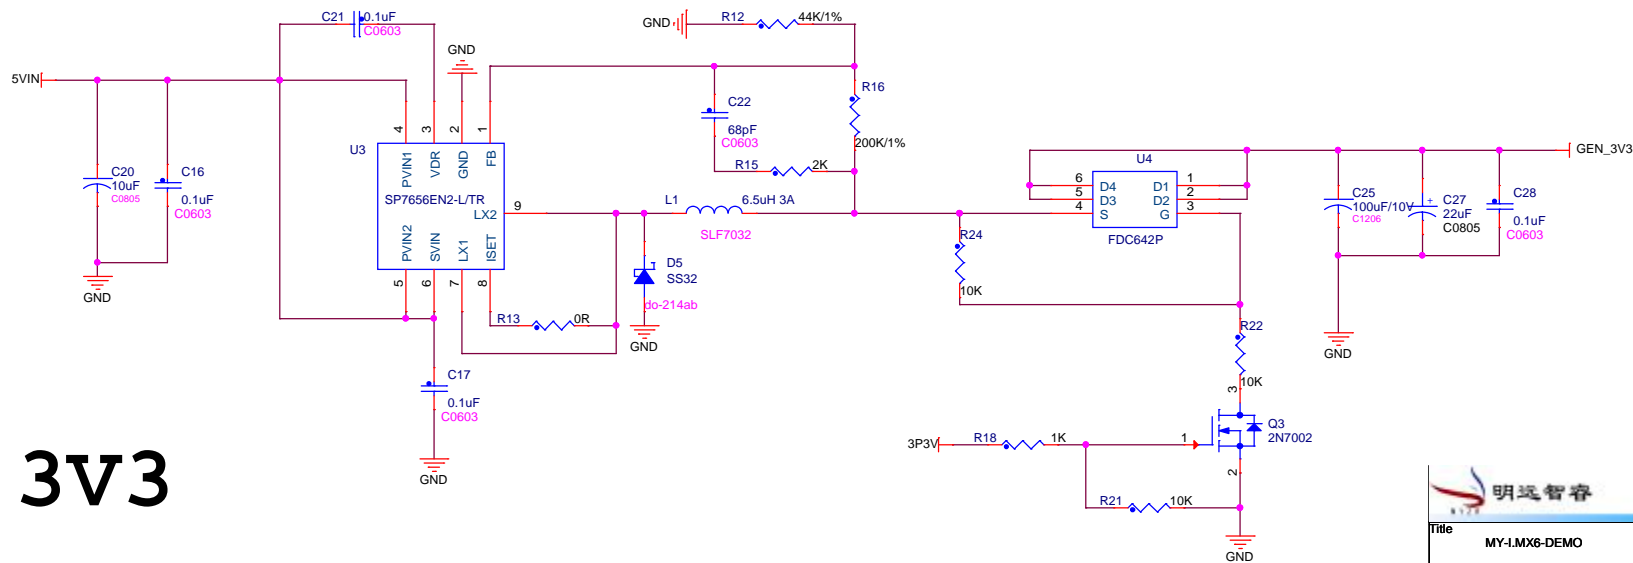 C21
0.1uF
C0603
GND
R12
44K/1%
GND
5VIN
R16
C22
68pF
C0603
200K/1%
R15
2K
U3
4
3
2
1
PVIN1
VDR
GND
FB
SP7656EN2-L/TR
LX2
9
PVIN2
SVIN
LX1
ISET
5
6
7
8
C20
10uF
C0805
C16
0.1uF
C0603
GND
L1
6.5uH 3A
SLF7032
D5
SS32
do-214ab
GND
R13
0R
C17
0.1uF
C0603
GND
U4
6
D4
D1
1
5
D3
D2
2
4
S
G
3
FDC642P
GEN_3V3
R24
10K
C25
100uF/10V
C1206
+
C27
22uF
C0805
C28
0.1uF
C0603
GND
R22
10K
3
Q3
2N7002
1
2
3P3V
R18
1K
R21
10K
GND
3V3
明远智睿
Title
MY-I.MX6-DEMO